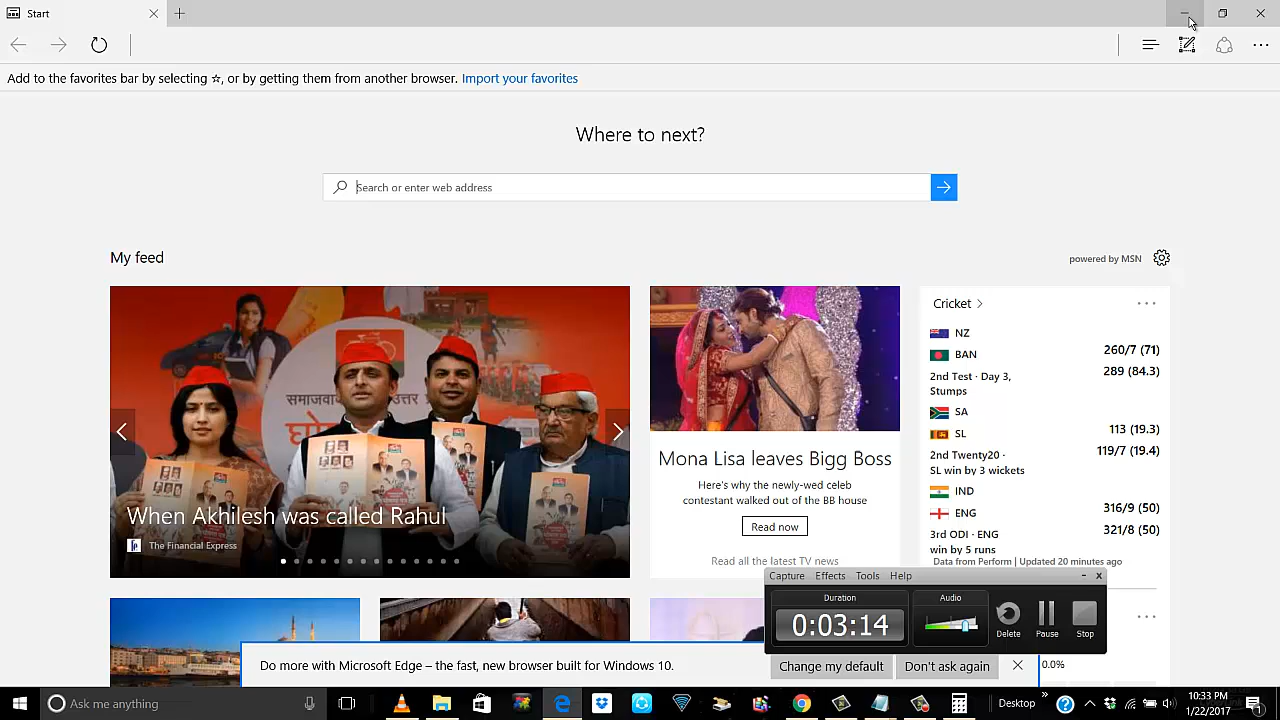 Start
Add to the favorites bar by selecting ☆, or by getting them from another browser. Import your favorites
Where to next?
Search or enter web address
My feed
powered by MSN
समाजवा
उत्तर
When Akhilesh was called Rahul
The Financial Express
Mona Lisa leaves Bigg Boss
Here's why the newly-wed celeb
contestant walked out of the BB house
Read now
Read all the latest TV news
Cricket >
NZ
BAN 260/7 (71)
289 (84.3)
2nd Test · Day 3,
Stumps
SA
SL 113 (19.3)
119/7 (19.4)
2nd Twenty20 ·
SL win by 3 wickets
IND
ENG 316/9 (50)
321/8 (50)
3rd ODI · ENG
win by 5 runs
Data from Perform | Updated 20 minutes ago
Capture Effects Tools Help
Duration
0:03:14
Audio
Delete
Pause
Stop
Do more with Microsoft Edge – the fast, new browser built for Windows 10.
Change my default
Don't ask again
0.0%
Ask me anything
Desktop
10:33 PM
1/22/2017